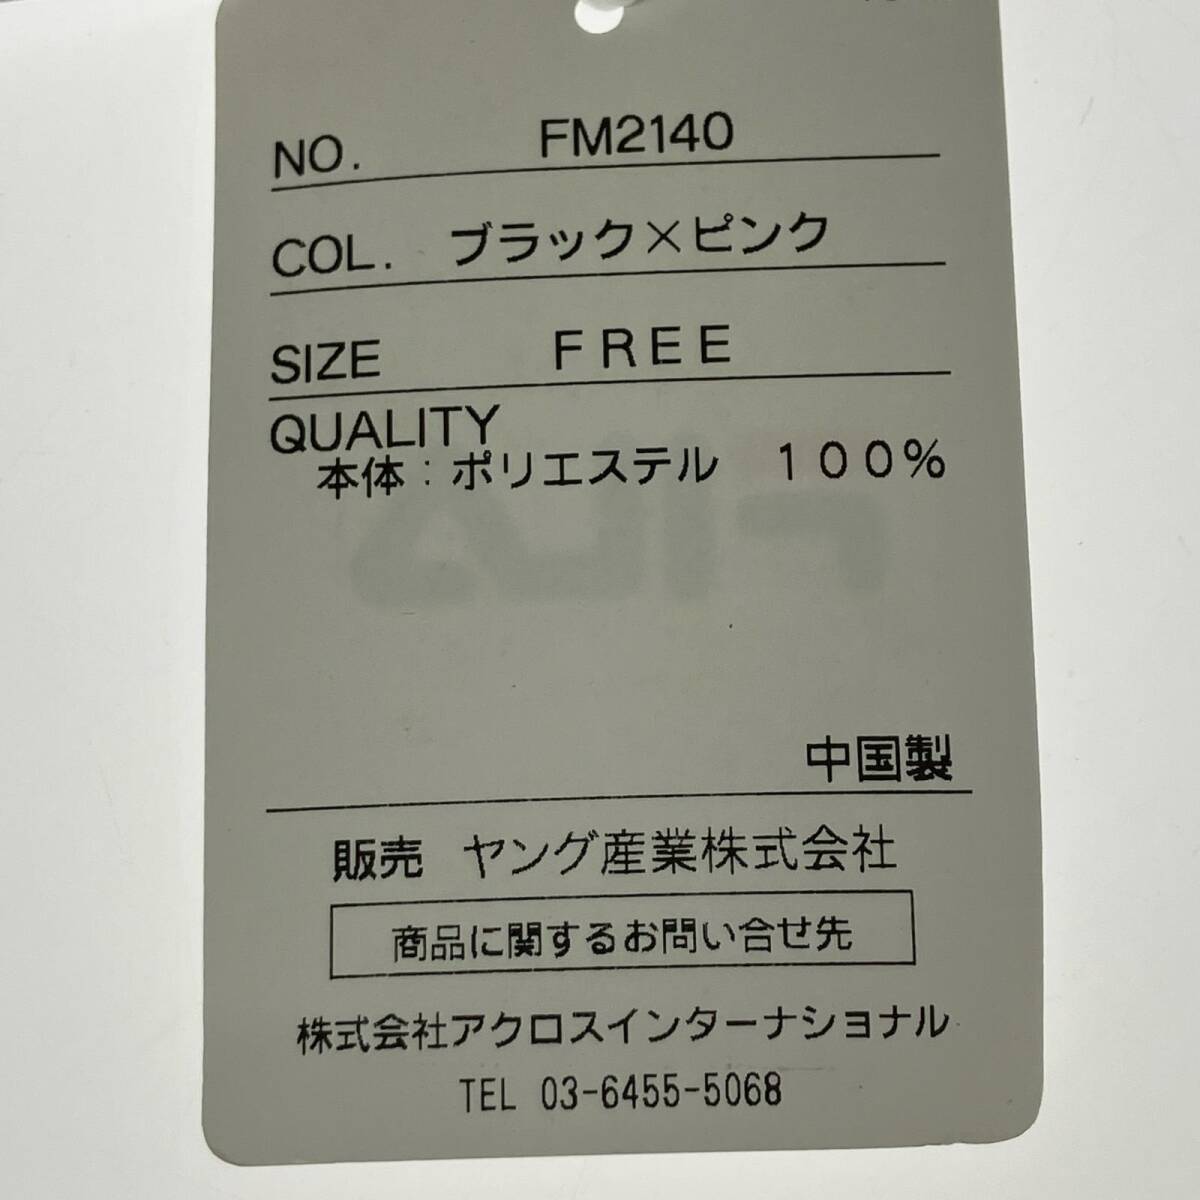 NO. FM2140
COL. ブラック×ピンク
SIZE FREE
QUALITY
本体:ポリエステル 100%
中国製
販売 ヤング産業株式会社
商品に関するお問い合せ先
株式会社アクロスインターナショナル
TEL 03-6455-5068